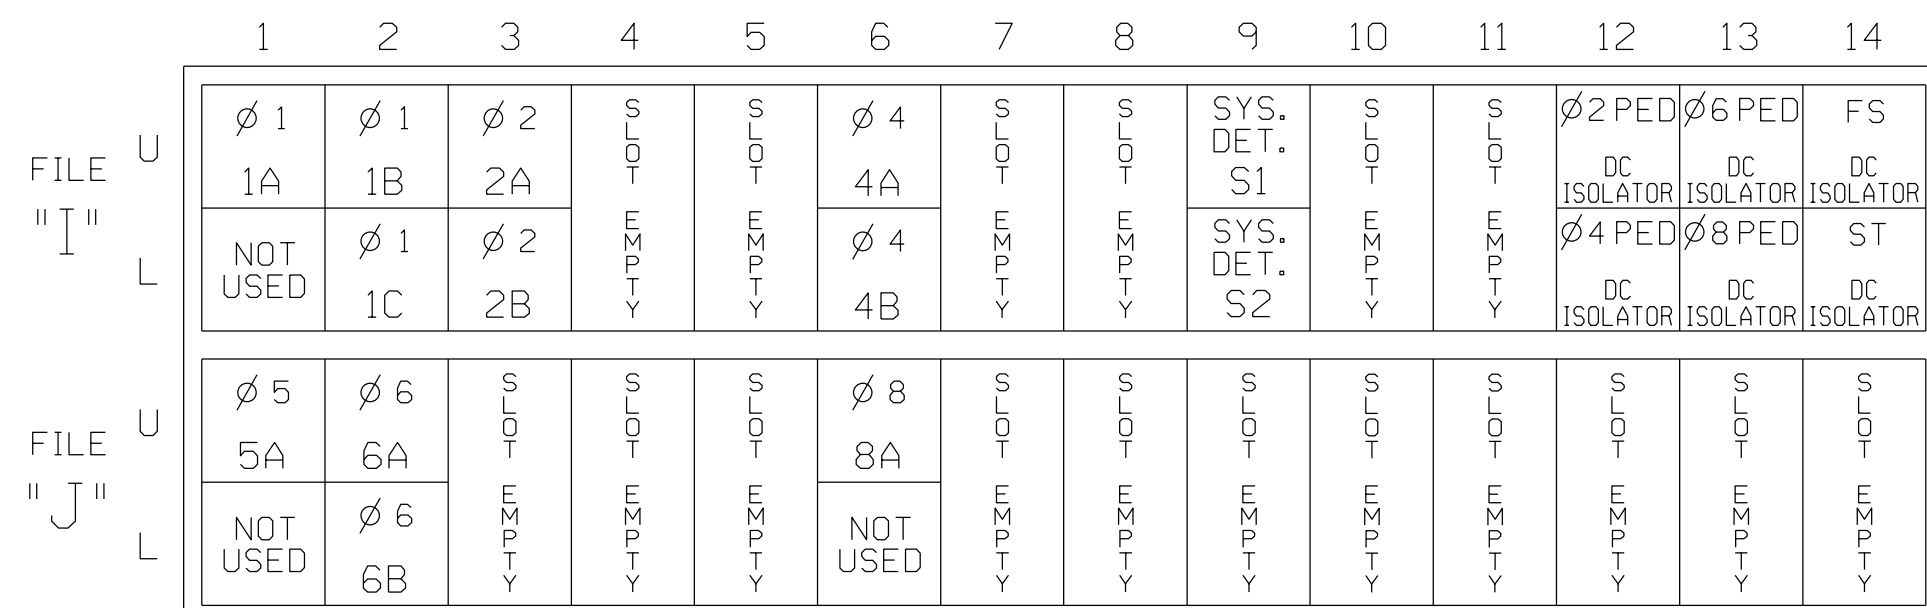 1 2 3 4 5 6 7 8 9 10 11 12 13 14
FILE "I"
U
L
Ø 1
1A
NOT
USED
Ø 1
1B
Ø 1
1C
Ø 2
2A
Ø 2
2B
SLOT EMPTY
SLOT EMPTY
Ø 4
4A
Ø 4
4B
SLOT EMPTY
SLOT EMPTY
SYS.
DET.
S1
SYS.
DET.
S2
SLOT EMPTY
SLOT EMPTY
Ø2 PED
DC
ISOLATOR
Ø4 PED
DC
ISOLATOR
Ø6 PED
DC
ISOLATOR
Ø8 PED
DC
ISOLATOR
FS
DC
ISOLATOR
ST
DC
ISOLATOR
FILE "J"
U
L
Ø 5
5A
NOT
USED
Ø 6
6A
Ø 6
6B
SLOT EMPTY
SLOT EMPTY
SLOT EMPTY
Ø 8
8A
NOT
USED
SLOT EMPTY
SLOT EMPTY
SLOT EMPTY
SLOT EMPTY
SLOT EMPTY
SLOT EMPTY
SLOT EMPTY
SLOT EMPTY